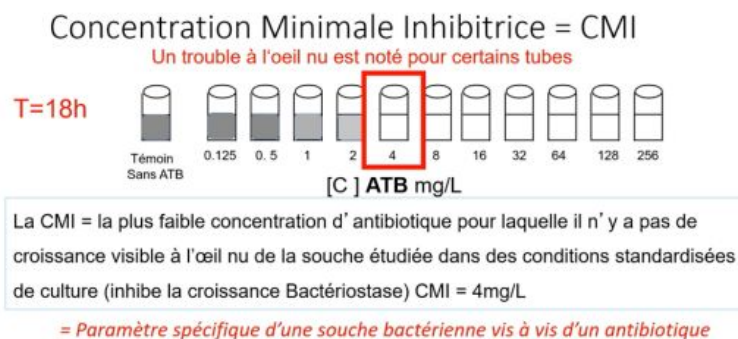 Concentration Minimale Inhibitrice = CMI
Un trouble à l'oeil nu est noté pour certains tubes
T=18h
Témoin
Sans ATB
0.125 0. 5 1 2 4 8 16 32 64 128 256
[C ] ATB mg/L
La CMI = la plus faible concentration d' antibiotique pour laquelle il n' y a pas de
croissance visible à l'œil nu de la souche étudiée dans des conditions standardisées
de culture (inhibe la croissance Bactériostase) CMI = 4mg/L
= Paramètre spécifique d'une souche bactérienne vis à vis d'un antibiotique